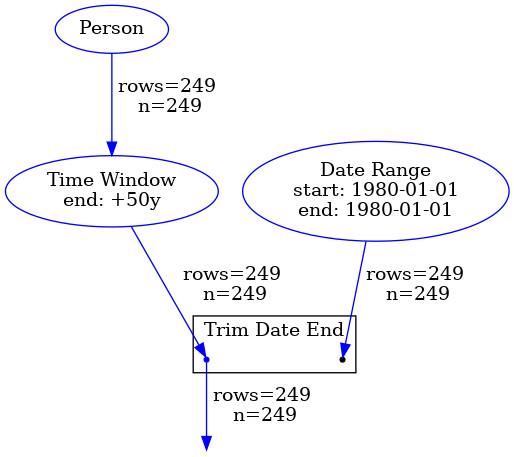 Person
rows=249
n=249
Time Window
end: +50y
Date Range
start: 1980-01-01
end: 1980-01-01
rows=249
n=249
rows=249
n=249
Trim Date End
rows=249
n=249